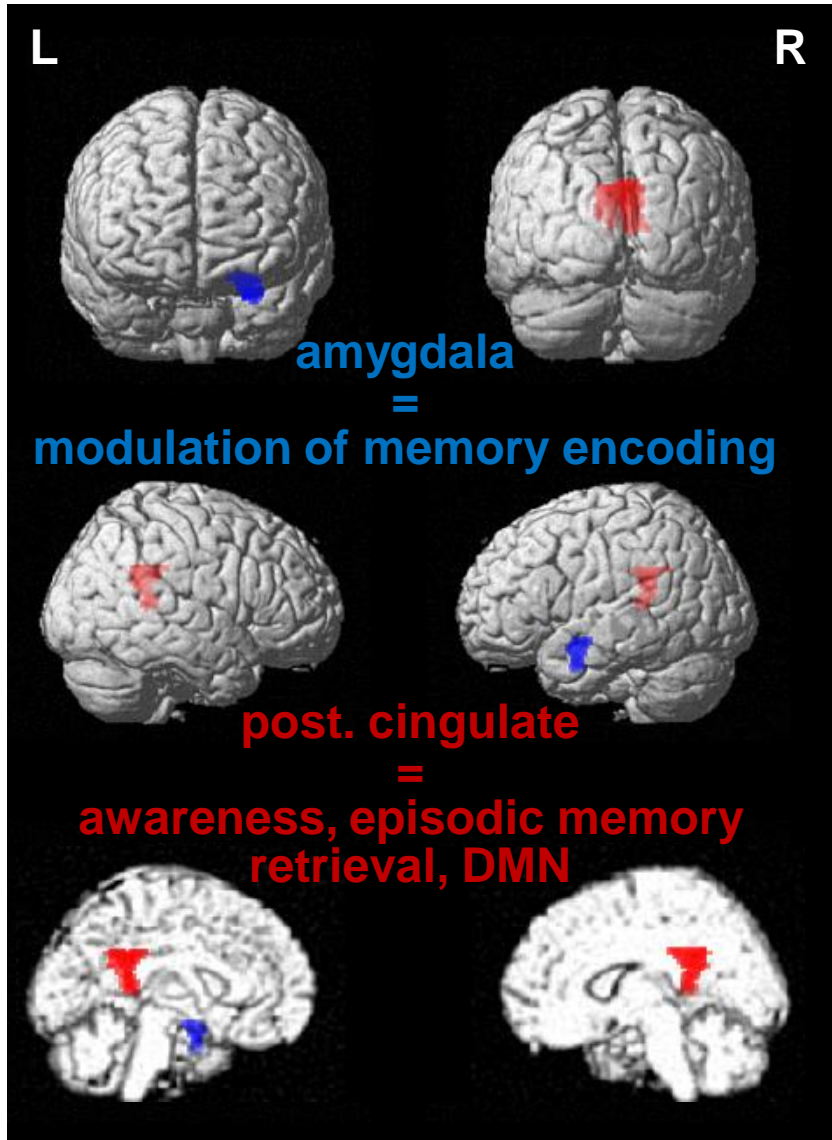 L
R
amygdala
=
modulation of memory encoding
post. cingulate
=
awareness, episodic memory
retrieval, DMN